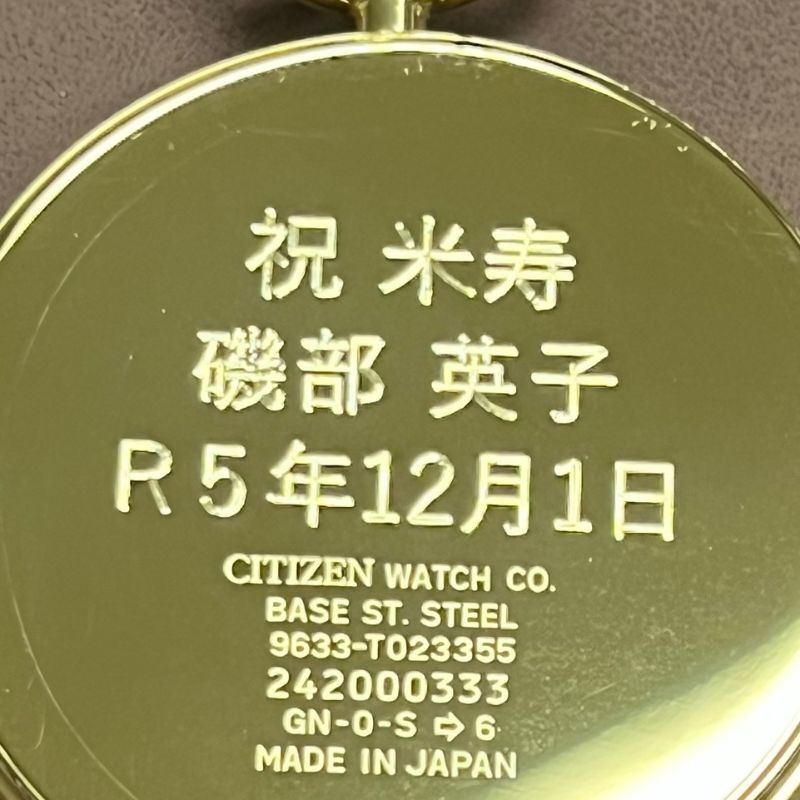 祝 米寿
磯部 英子
R5年12月1日
CITIZEN WATCH CO.
BASE ST. STEEL
9633-T023355
242000333
GN-0-S ⇨ 6
MADE IN JAPAN